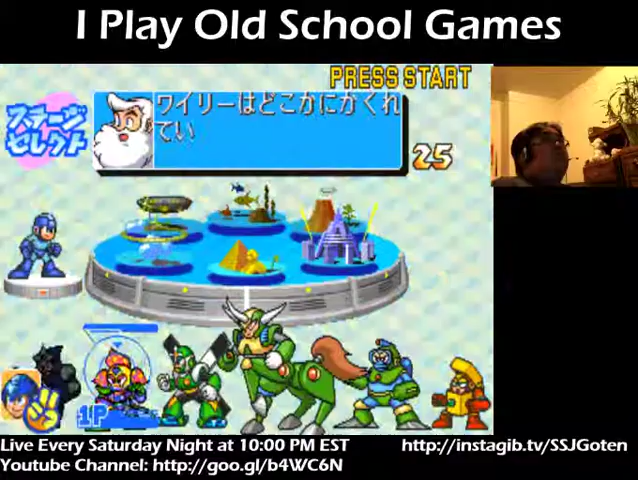 I Play Old School Games
PRESS START
ステージ
セレクト
ワイリーはどこかにかくれ
てい
25
1P
Live Every Saturday Night at 10:00 PM EST
http://instagib.tv/SSJGoten
Youtube Channel: http://goo.gl/b4WC6N